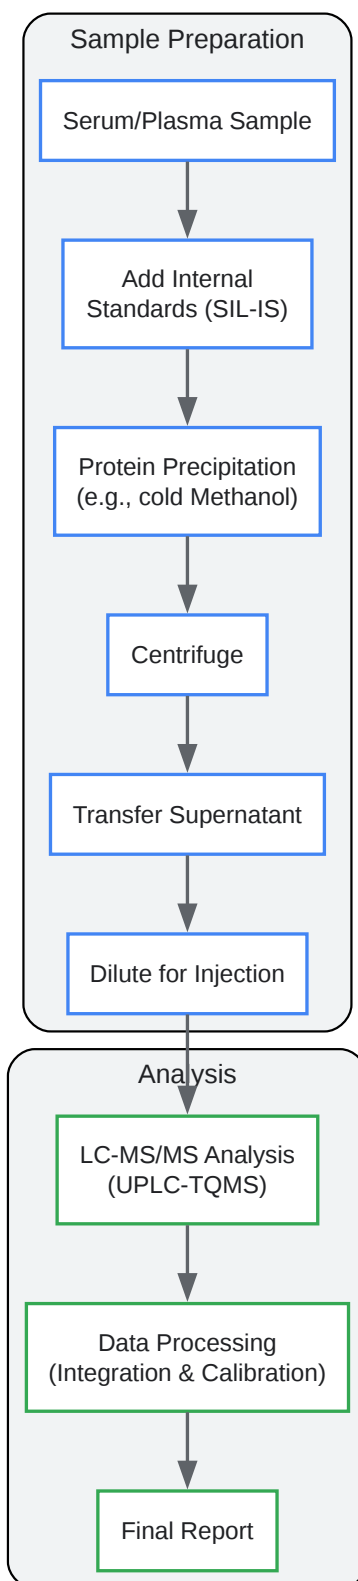 Sample Preparation
Serum/Plasma Sample
Add Internal
Standards (SIL-IS)
Protein Precipitation
(e.g., cold Methanol)
Centrifuge
Transfer Supernatant
Dilute for Injection
Analysis
LC-MS/MS Analysis
(UPLC-TQMS)
Data Processing
(Integration & Calibration)
Final Report